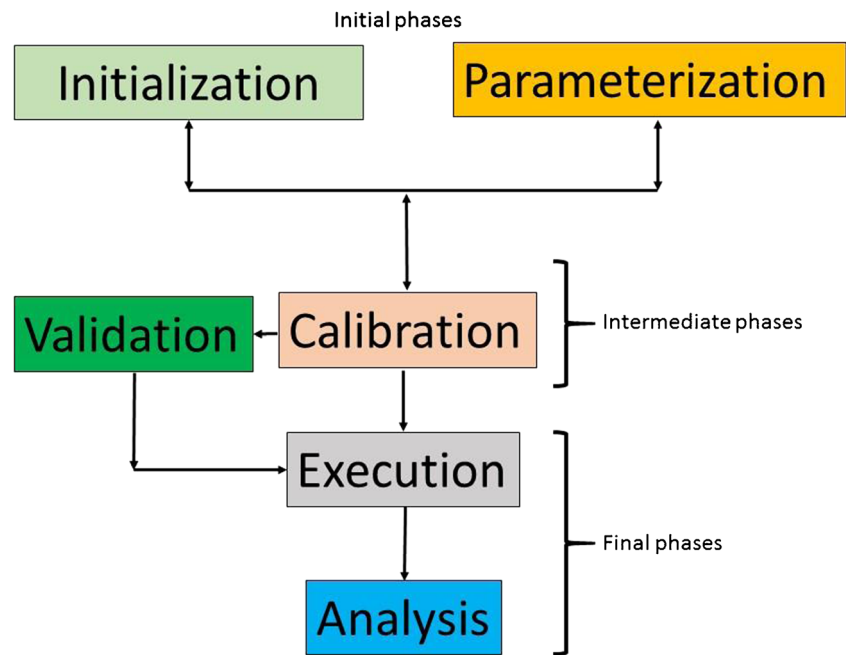 Initial phases
Initialization
Parameterization
Validation
Calibration
Intermediate phases
Execution
Final phases
Analysis